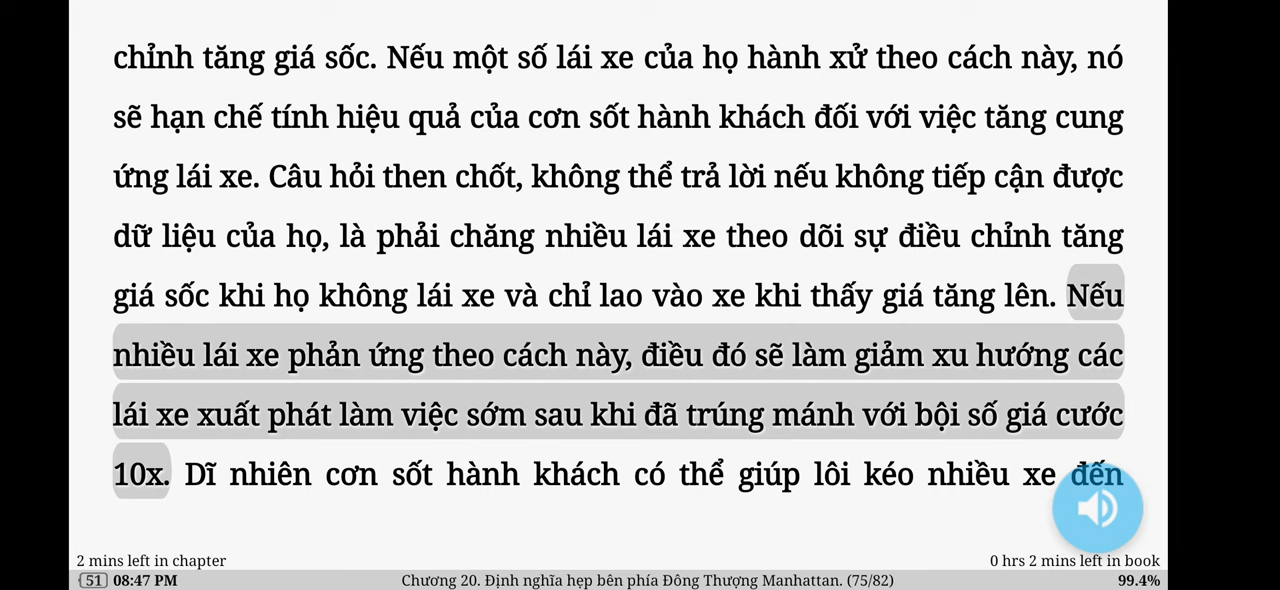 chỉnh tăng giá sốc. Nếu một số lái xe của họ hành xử theo cách này, nó
sẽ hạn chế tính hiệu quả của cơn sốt hành khách đối với việc tăng cung
ứng lái xe. Câu hỏi then chốt, không thể trả lời nếu không tiếp cận được
dữ liệu của họ, là phải chăng nhiều lái xe theo dõi sự điều chỉnh tăng
giá sốc khi họ không lái xe và chỉ lao vào xe khi thấy giá tăng lên. Nếu
nhiều lái xe phản ứng theo cách này, điều đó sẽ làm giảm xu hướng các
lái xe xuất phát làm việc sớm sau khi đã trúng mánh với bội số giá cước
10x. Dĩ nhiên cơn sốt hành khách có thể giúp lôi kéo nhiều xe đến
2 mins left in chapter 0 hrs 2 mins left in book
51 08:47 PM Chương 20. Định nghĩa hẹp bên phía Đông Thượng Manhattan. (75/82) 99.4%